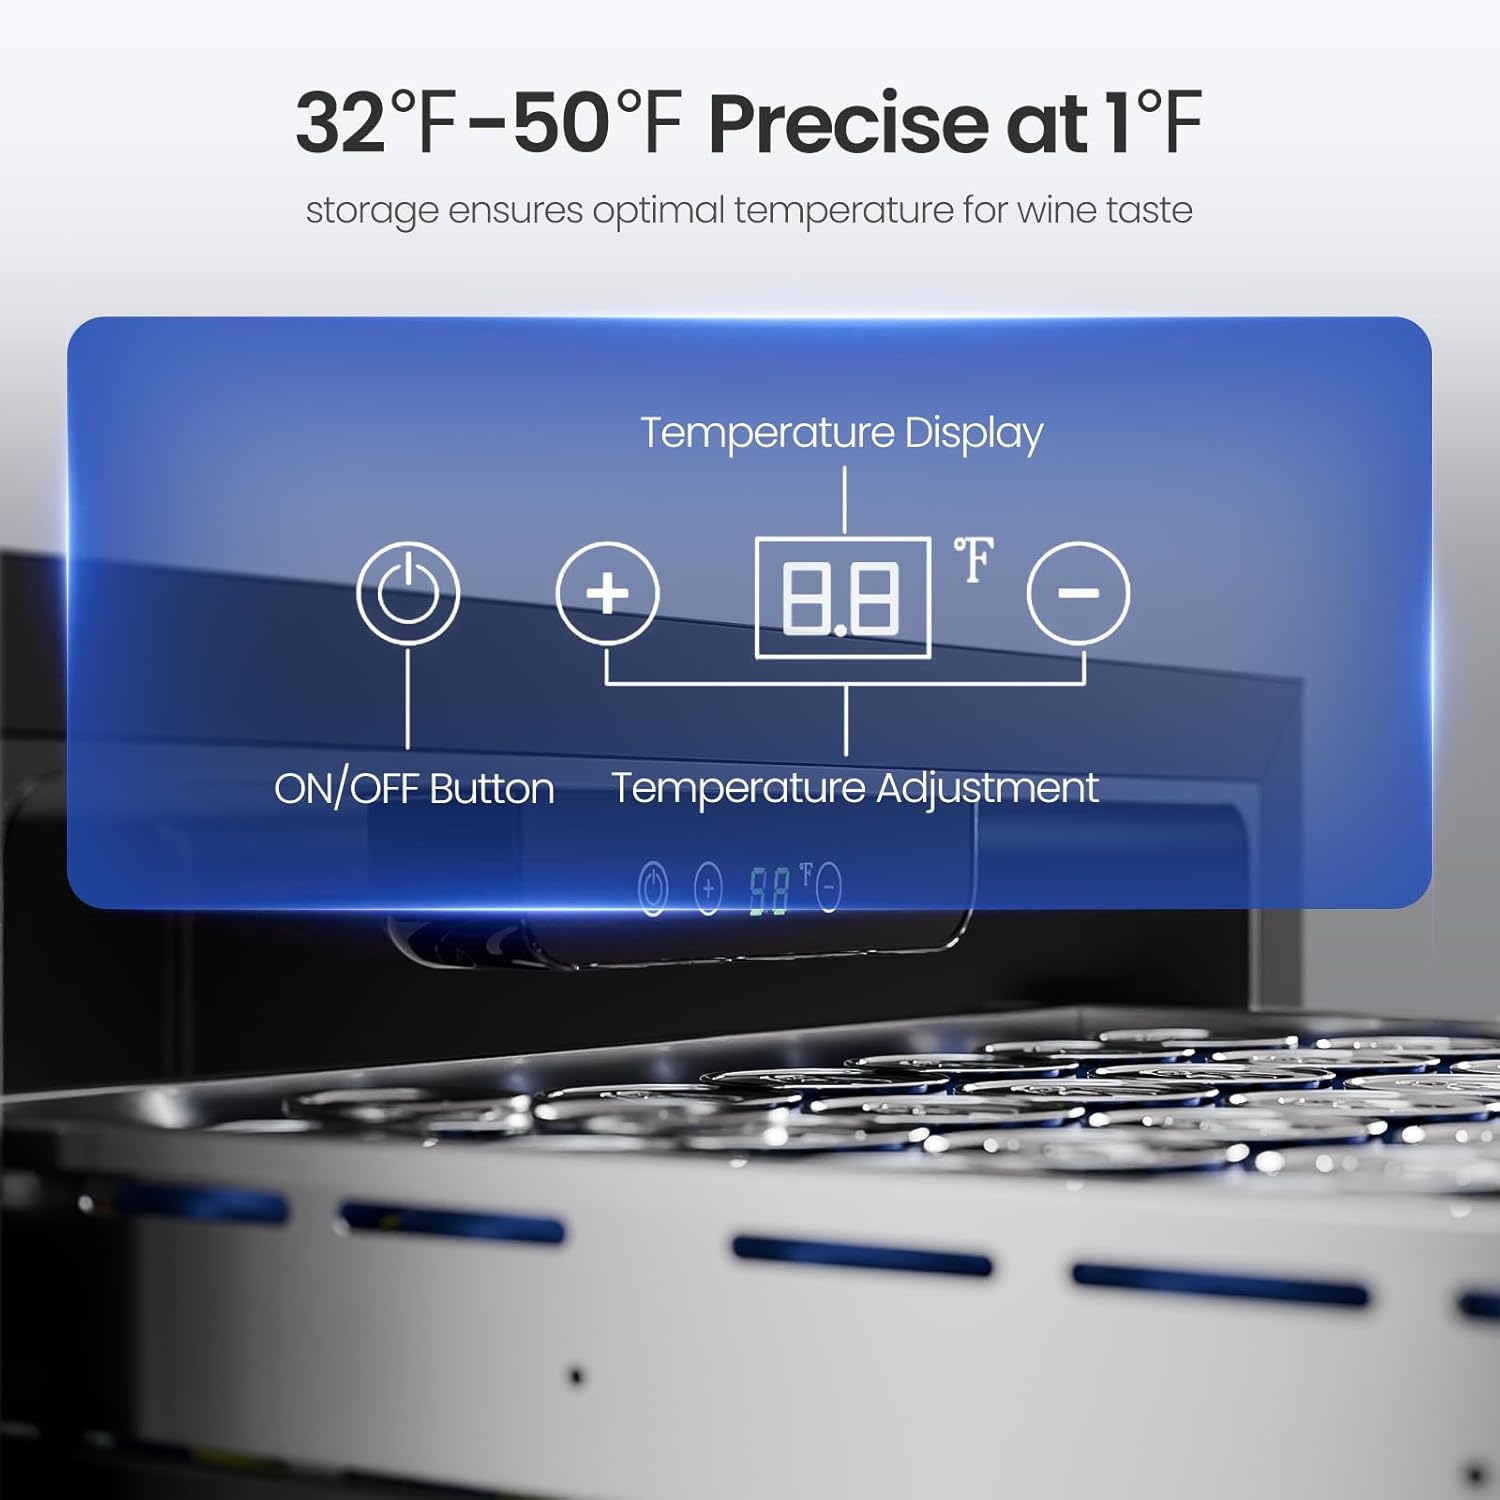 32°F-50°F Precise at 1°F
storage ensures optimal temperature for wine taste
Temperature Display
8.8 °F
ON/OFF Button
Temperature Adjustment
58 °F